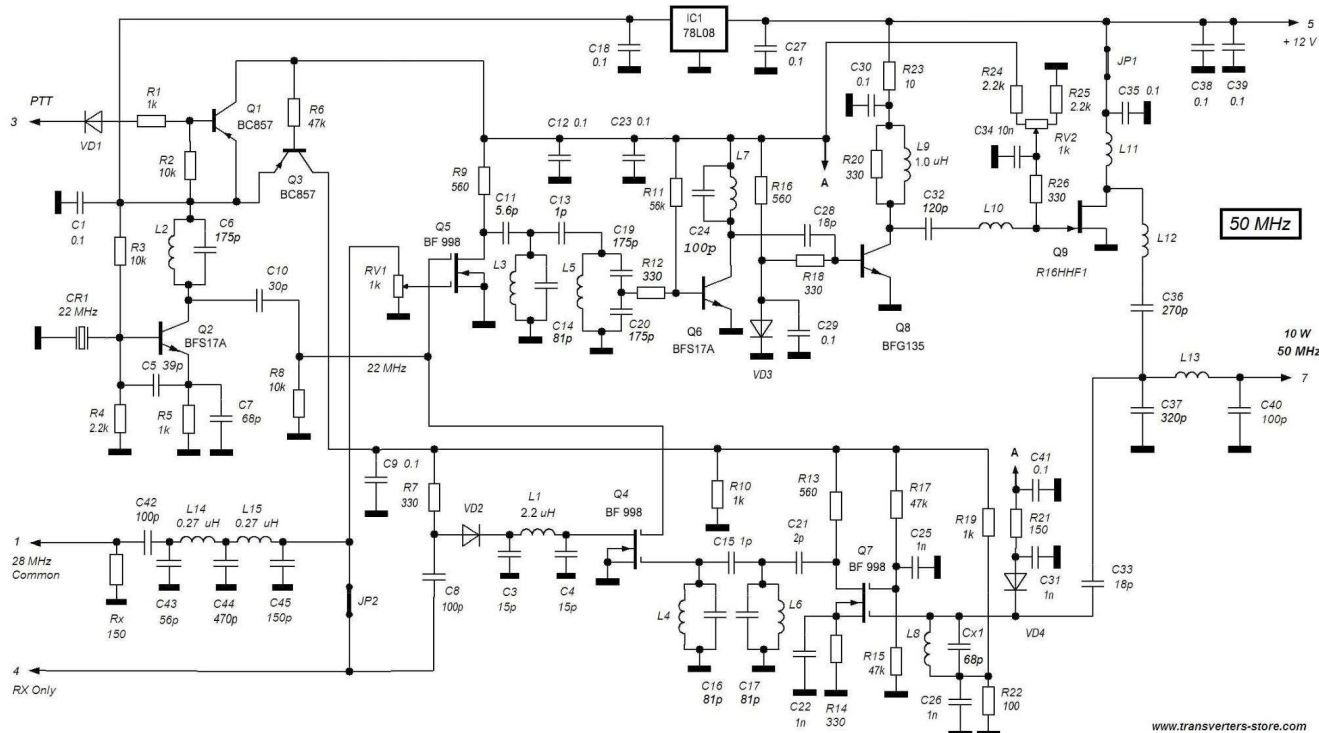 IC1
78L08
5
+ 12 V
C18
0.1
C27
0.1
C30
0.1
R23
10
R24
2.2k
R25
2.2k
JP1
C35 0.1
C38
0.1
C39
0.1
PTT
3
R1
1k
VD1
Q1
BC857
R6
47k
R2
10k
Q3
BC857
C12 0.1
C23 0.1
L7
R9
560
C11
5.6p
C13
1p
R11
56k
R16
560
A
R20
330
L9
1.0 uH
C34 10n
RV2
1k
L11
R26
330
C1
0.1
L2
C6
175p
C24
100p
C28
18p
C32
120p
L10
L12
50 MHz
Q5
BF 998
C19
175p
R12
330
R3
10k
C10
30p
RV1
1k
L3
L5
R18
330
Q9
R16HHF1
CR1
22 MHz
Q2
BFS17A
C14
81p
C20
175p
Q6
BFS17A
C29
0.1
Q8
BFG135
C36
270p
C5 39p
R8
10k
22 MHz
VD3
L13
10 W
50 MHz
7
R4
2.2k
R5
1k
C7
68p
C37
320p
C40
100p
C9 0.1
R7
330
VD2
L1
2.2 uH
Q4
BF 998
R10
1k
R13
560
R17
47k
A
C41
0.1
C42
100p
L14
0.27 uH
L15
0.27 uH
R19
1k
R21
150
C15 1p
C21
2p
Q7
BF 998
C25
1n
1
28 MHz
Common
C31
1n
C33
18p
Rx
150
C43
56p
C44
470p
C45
150p
JP2
C8
100p
C3
15p
C4
15p
L4
L6
L8
Cx1
68p
VD4
R15
47k
4
RX Only
C16
81p
C17
81p
C22
1n
R14
330
C26
1n
R22
100
www.transverters-store.com